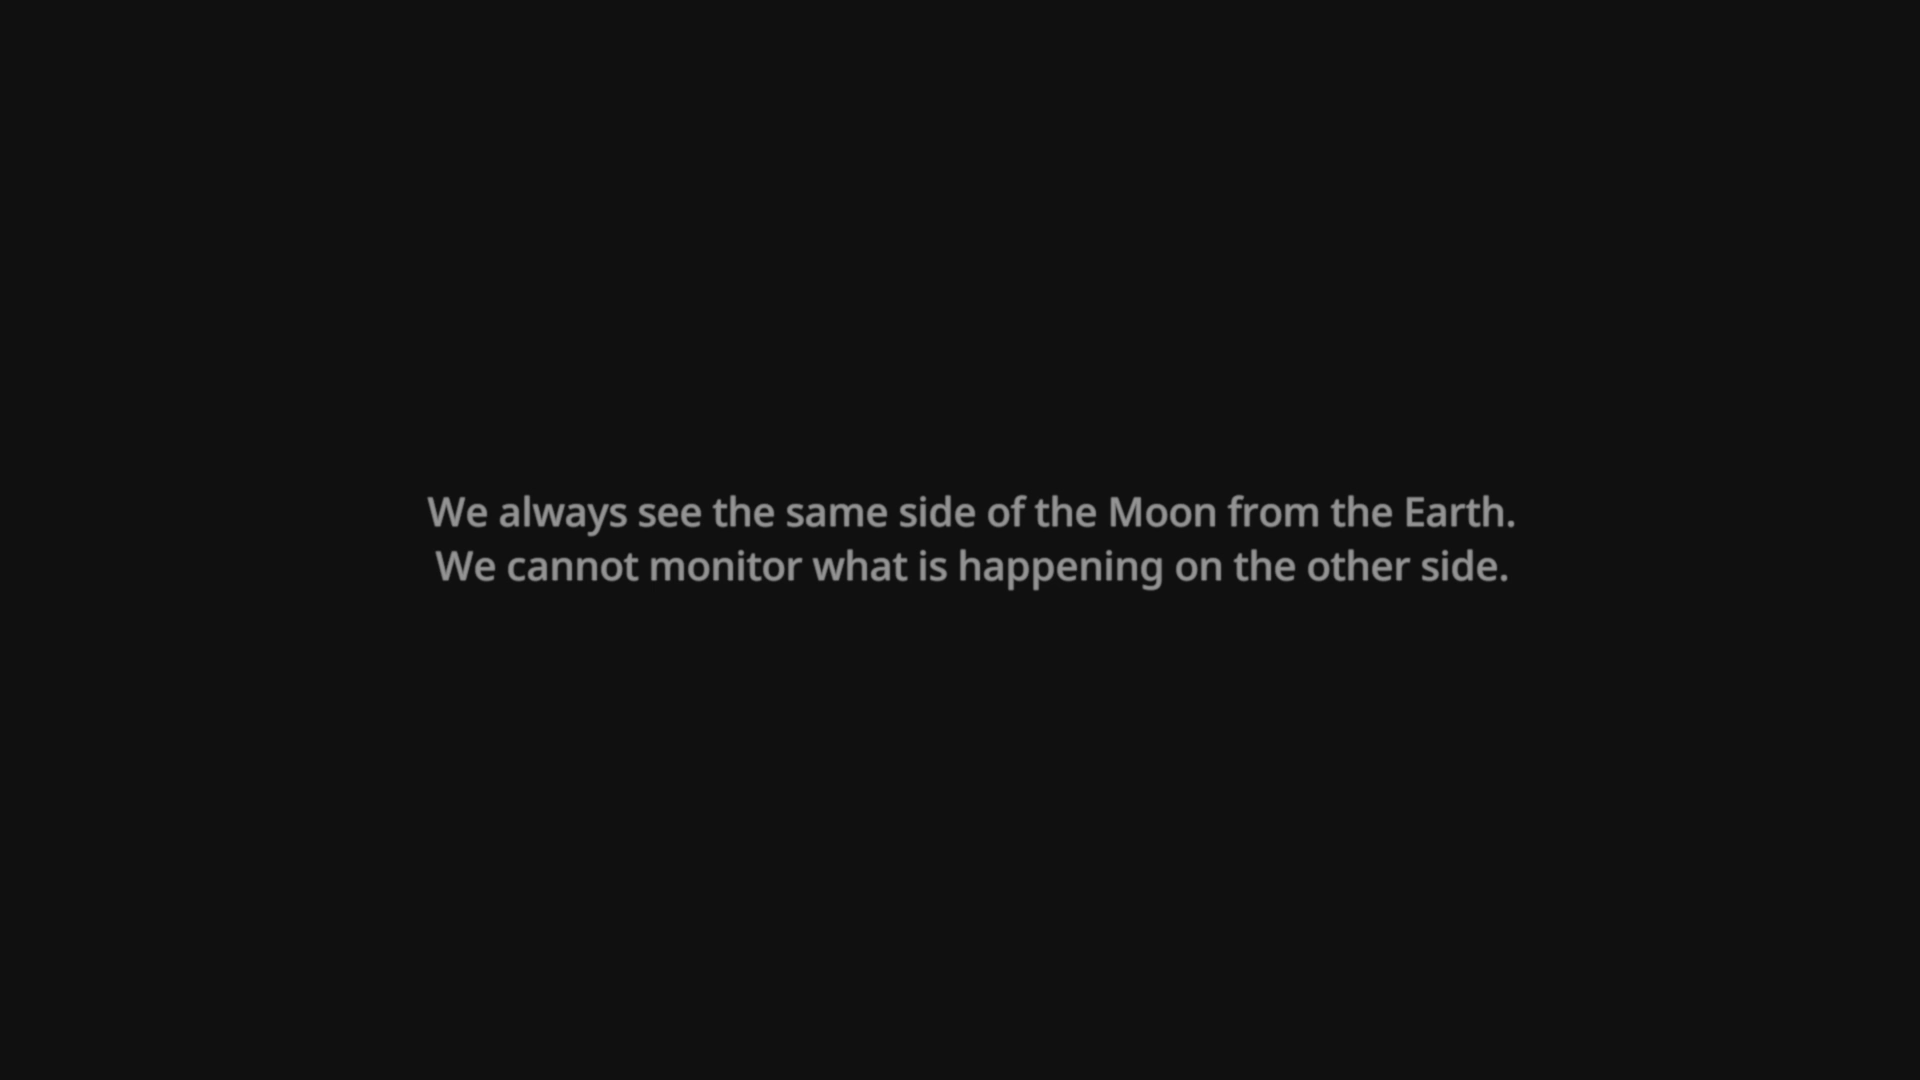 We always see the same side of the Moon from the Earth.
We cannot monitor what is happening on the other side.